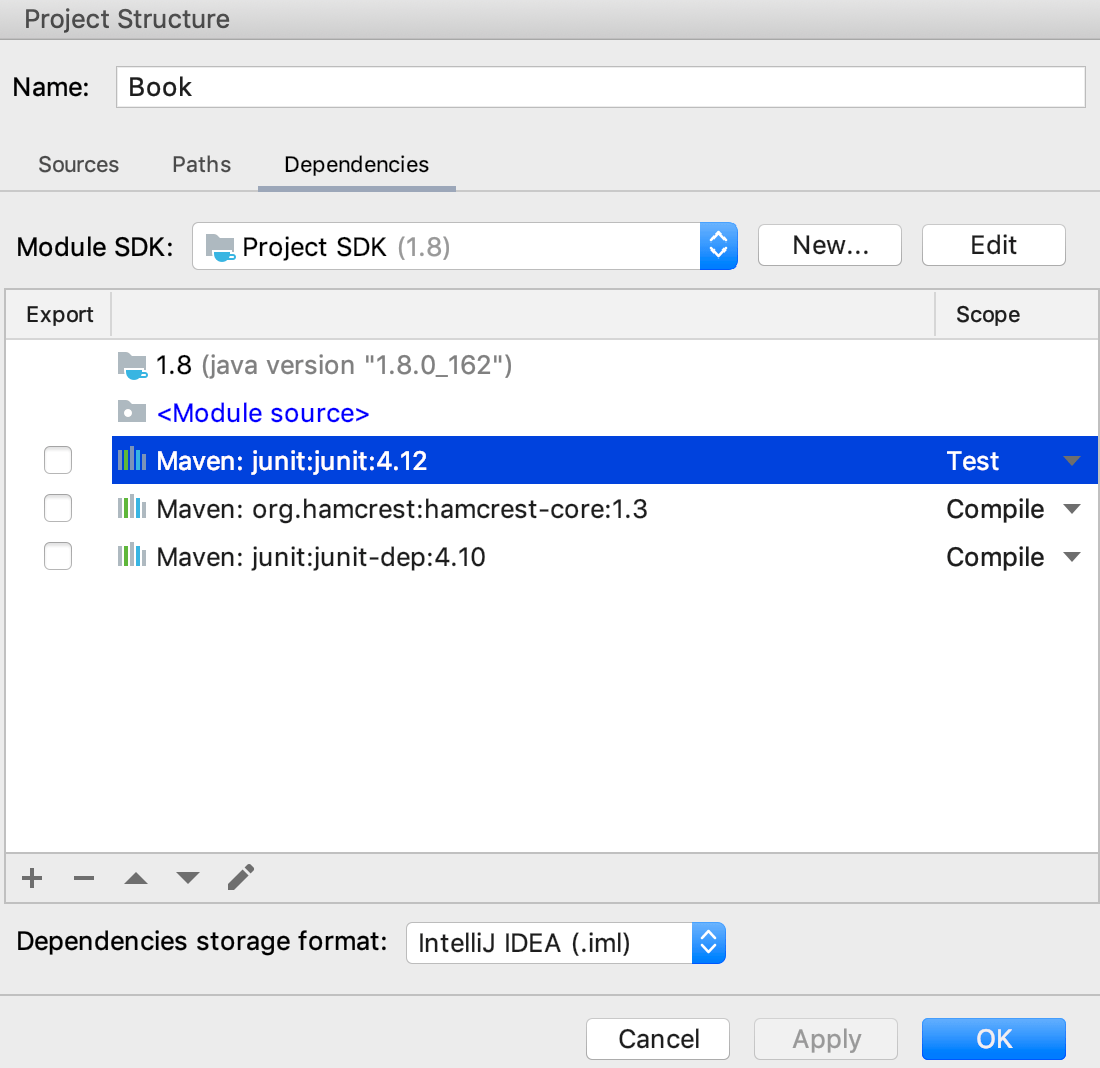 Project Structure
Name: Book
Sources Paths Dependencies
Module SDK: Project SDK (1.8) New... Edit
Export Scope
1.8 (java version "1.8.0_162")
<Module source>
Maven: junit:junit:4.12 Test
Maven: org.hamcrest:hamcrest-core:1.3 Compile
Maven: junit:junit-dep:4.10 Compile
Dependencies storage format: IntelliJ IDEA (.iml)
Cancel Apply OK